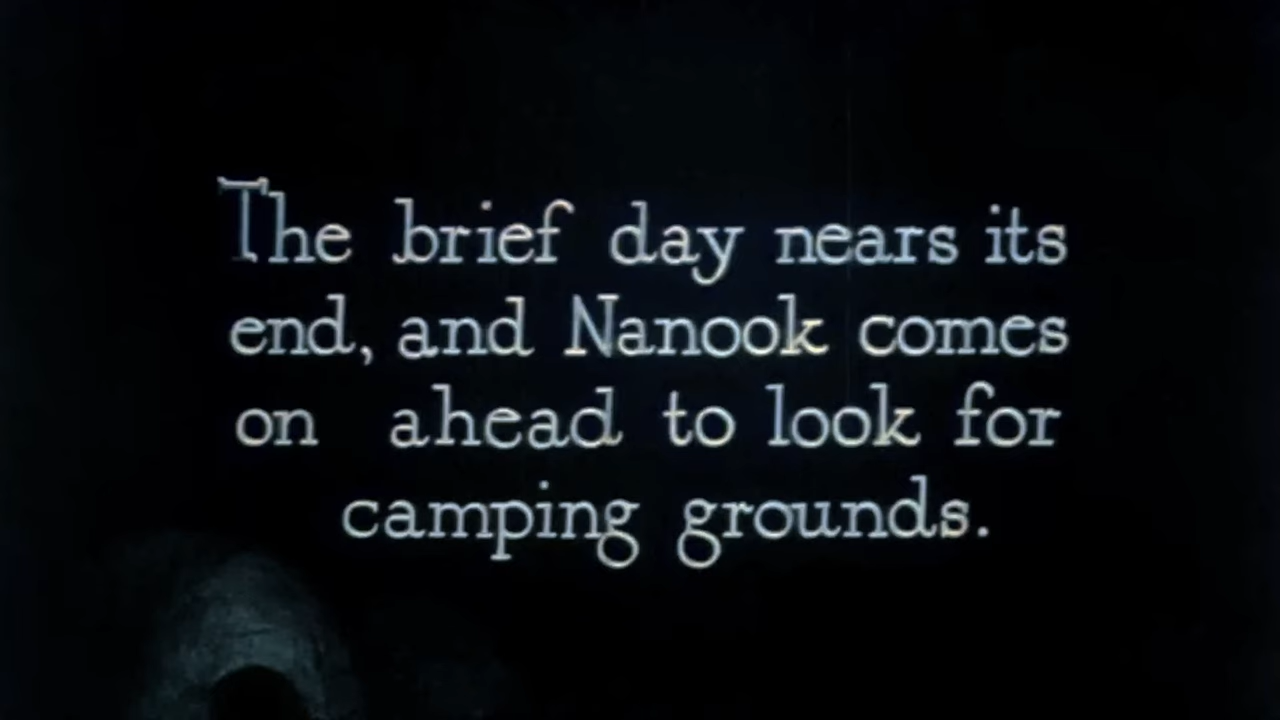 The brief day nears its
end, and Nanook comes
on ahead to look for
camping grounds.